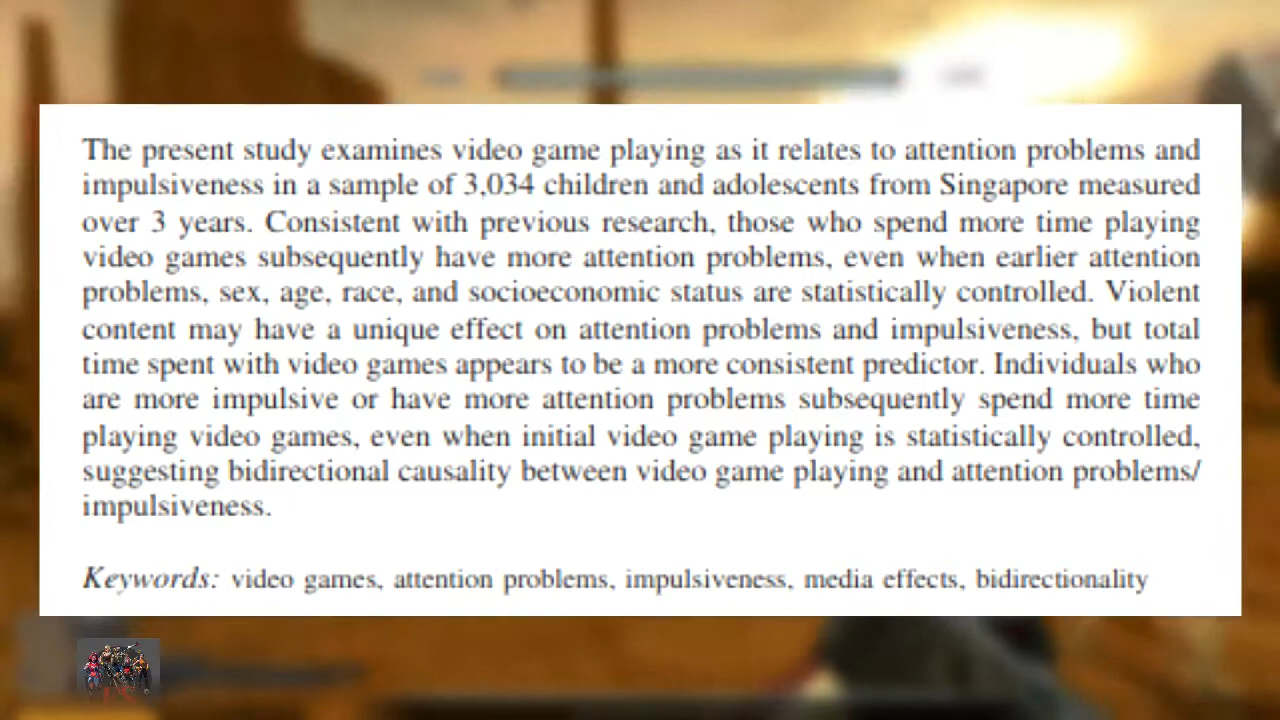 The present study examines video game playing as it relates to attention problems and
impulsiveness in a sample of 3,034 children and adolescents from Singapore measured
over 3 years. Consistent with previous research, those who spend more time playing
video games subsequently have more attention problems, even when earlier attention
problems, sex, age, race, and socioeconomic status are statistically controlled. Violent
content may have a unique effect on attention problems and impulsiveness, but total
time spent with video games appears to be a more consistent predictor. Individuals who
are more impulsive or have more attention problems subsequently spend more time
playing video games, even when initial video game playing is statistically controlled,
suggesting bidirectional causality between video game playing and attention problems/
impulsiveness.
Keywords: video games, attention problems, impulsiveness, media effects, bidirectionality